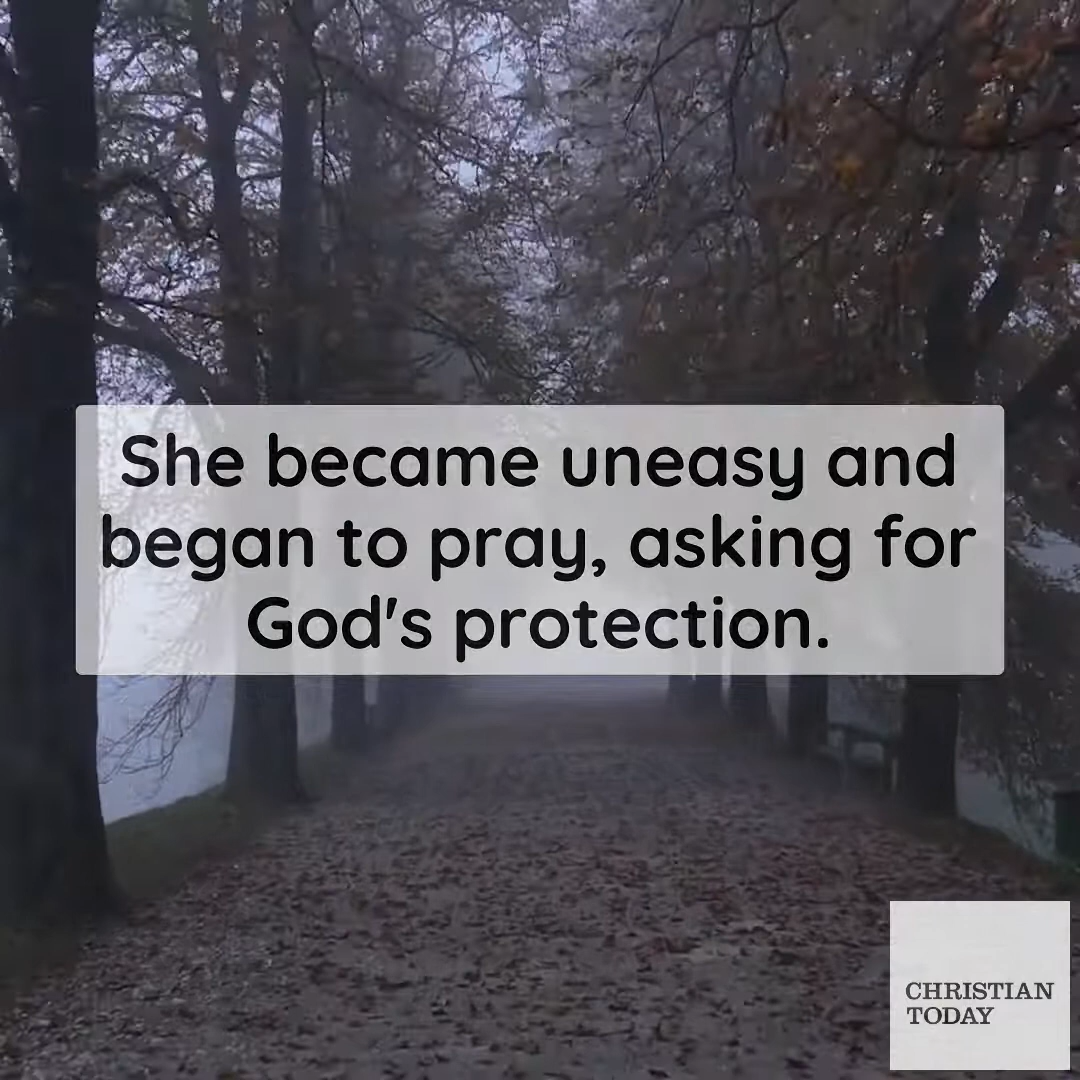 She became uneasy and
began to pray, asking for
God's protection.
CHRISTIAN
TODAY